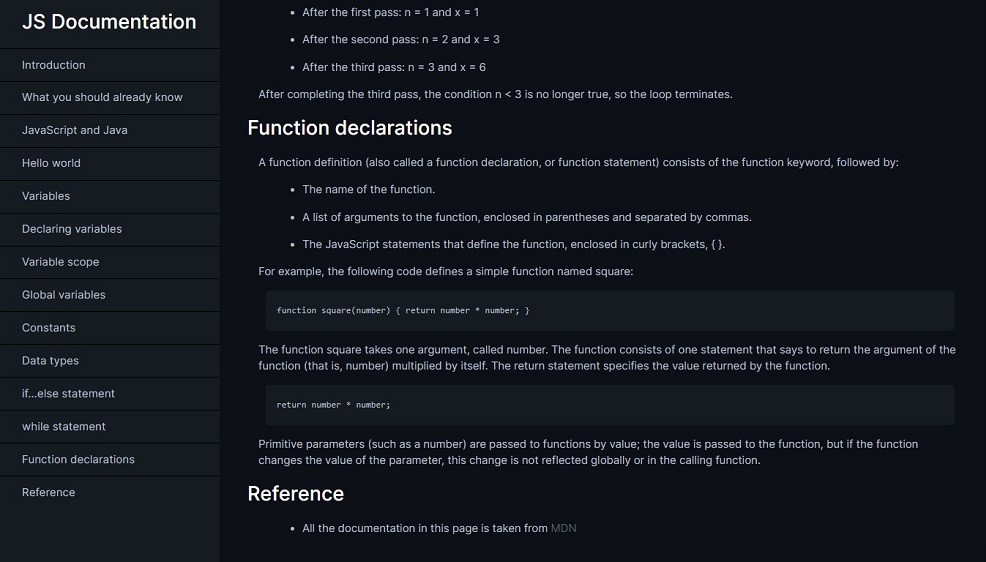 JS Documentation
Introduction
What you should already know
JavaScript and Java
Hello world
Variables
Declaring variables
Variable scope
Global variables
Constants
Data types
if...else statement
while statement
Function declarations
Reference
• After the first pass: n = 1 and x = 1
• After the second pass: n = 2 and x = 3
• After the third pass: n = 3 and x = 6
After completing the third pass, the condition n < 3 is no longer true, so the loop terminates.
Function declarations
A function definition (also called a function declaration, or function statement) consists of the function keyword, followed by:
• The name of the function.
• A list of arguments to the function, enclosed in parentheses and separated by commas.
• The JavaScript statements that define the function, enclosed in curly brackets, { }.
For example, the following code defines a simple function named square:
function square(number) { return number * number; }
The function square takes one argument, called number. The function consists of one statement that says to return the argument of the
function (that is, number) multiplied by itself. The return statement specifies the value returned by the function.
return number * number;
Primitive parameters (such as a number) are passed to functions by value; the value is passed to the function, but if the function
changes the value of the parameter, this change is not reflected globally or in the calling function.
Reference
• All the documentation in this page is taken from MDN